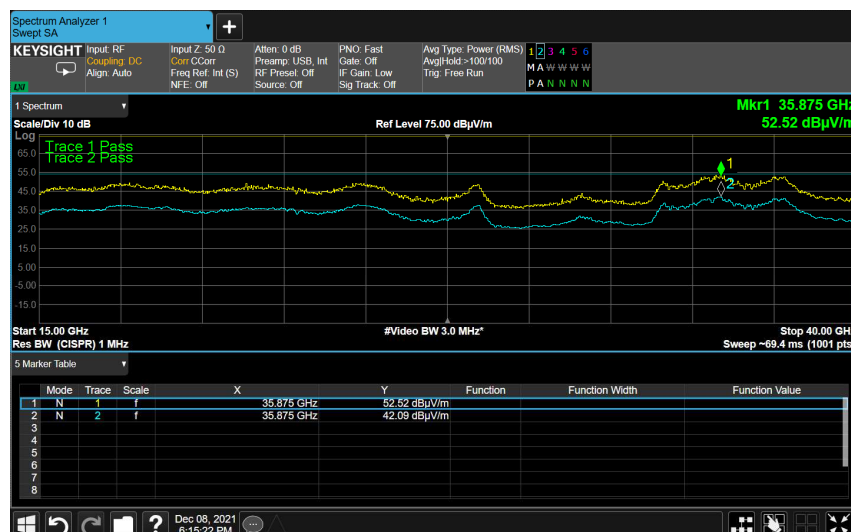 Spectrum Analyzer 1
Swept SA
+
KEYSIGHT Input: RF Input Z: 50 Ω Atten: 0 dB PNO: Fast Avg Type: Power (RMS) 1 2 3 4 5 6
Coupling: DC Corr CCorr Preamp: USB, Int Gate: Off Avg|Hold:>100/100 M A W W W W
Align: Auto Freq Ref: Int (S) RF Preset: Off IF Gain: Low Trig: Free Run
LXI NFE: Off Source: Off Sig Track: Off P A N N N N
1 Spectrum Mkr1 35.875 GHz
Scale/Div 10 dB Ref Level 75.00 dBµV/m 52.52 dBµV/m
Log
Trace 1 Pass
Trace 2 Pass
65.0
55.0
45.0
35.0
25.0
15.0
5.00
-5.00
-15.0
1
2
Start 15.00 GHz #Video BW 3.0 MHz* Stop 40.00 GHz
Res BW (CISPR) 1 MHz Sweep ~69.4 ms (1001 pts
5 Marker Table
Mode Trace Scale X Y Function Function Width Function Value
1 N 1 f 35.875 GHz 52.52 dBµV/m
2 N 2 f 35.875 GHz 42.09 dBµV/m
3
4
5
6
7
8
? Dec 08, 2021
6:15:22 PM